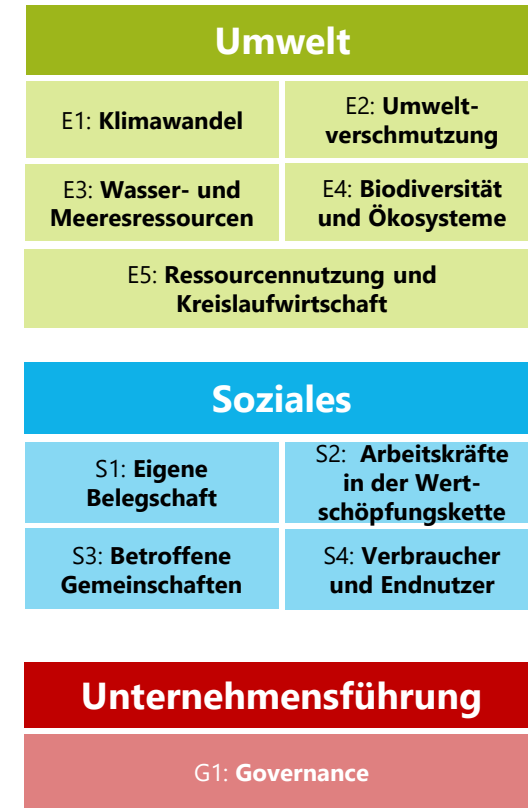 Umwelt
E1: Klimawandel
E2: Umwelt-
verschmutzung
E3: Wasser- und
Meeresressourcen
E4: Biodiversität
und Ökosysteme
E5: Ressourcennutzung und
Kreislaufwirtschaft
Soziales
S1: Eigene
Belegschaft
S2: Arbeitskräfte
in der Wert-
schöpfungskette
S3: Betroffene
Gemeinschaften
S4: Verbraucher
und Endnutzer
Unternehmensführung
G1: Governance